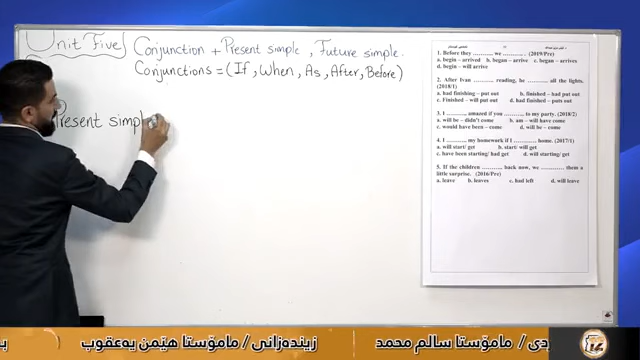 Unit Five
Conjunction + Present simple , Future simple.
Conjunctions = (If, When, As, After, Before)
Present simpl
1. Before they .......... we .......... . (2019/Pre)
a. begin – arrived b. began – arrive c. began – arrives
d. begin – will arrive
2. After Ivan .......... reading, he .......... all the lights.
(2018/1)
a. had finishing – put out b. finished – had put out
c. Finished – will put out d. had finished – puts out
3. I .......... amazed if you .......... to my party. (2018/2)
a. will be – didn't come b. am – will have come
c. would have been – come d. will be – come
4. I .......... my homework if I .......... home. (2017/1)
a. will start/ get b. start/ will get
c. have been starting/ had get d. will starting/ get
5. If the children .......... back now, we .......... them a
little surprise. (2016/Pre)
a. leave b. leaves c. had left d. will leave
زیندەزانی / مامۆستا هێمن یەعقوب
دی / مامۆستا سالم محمد